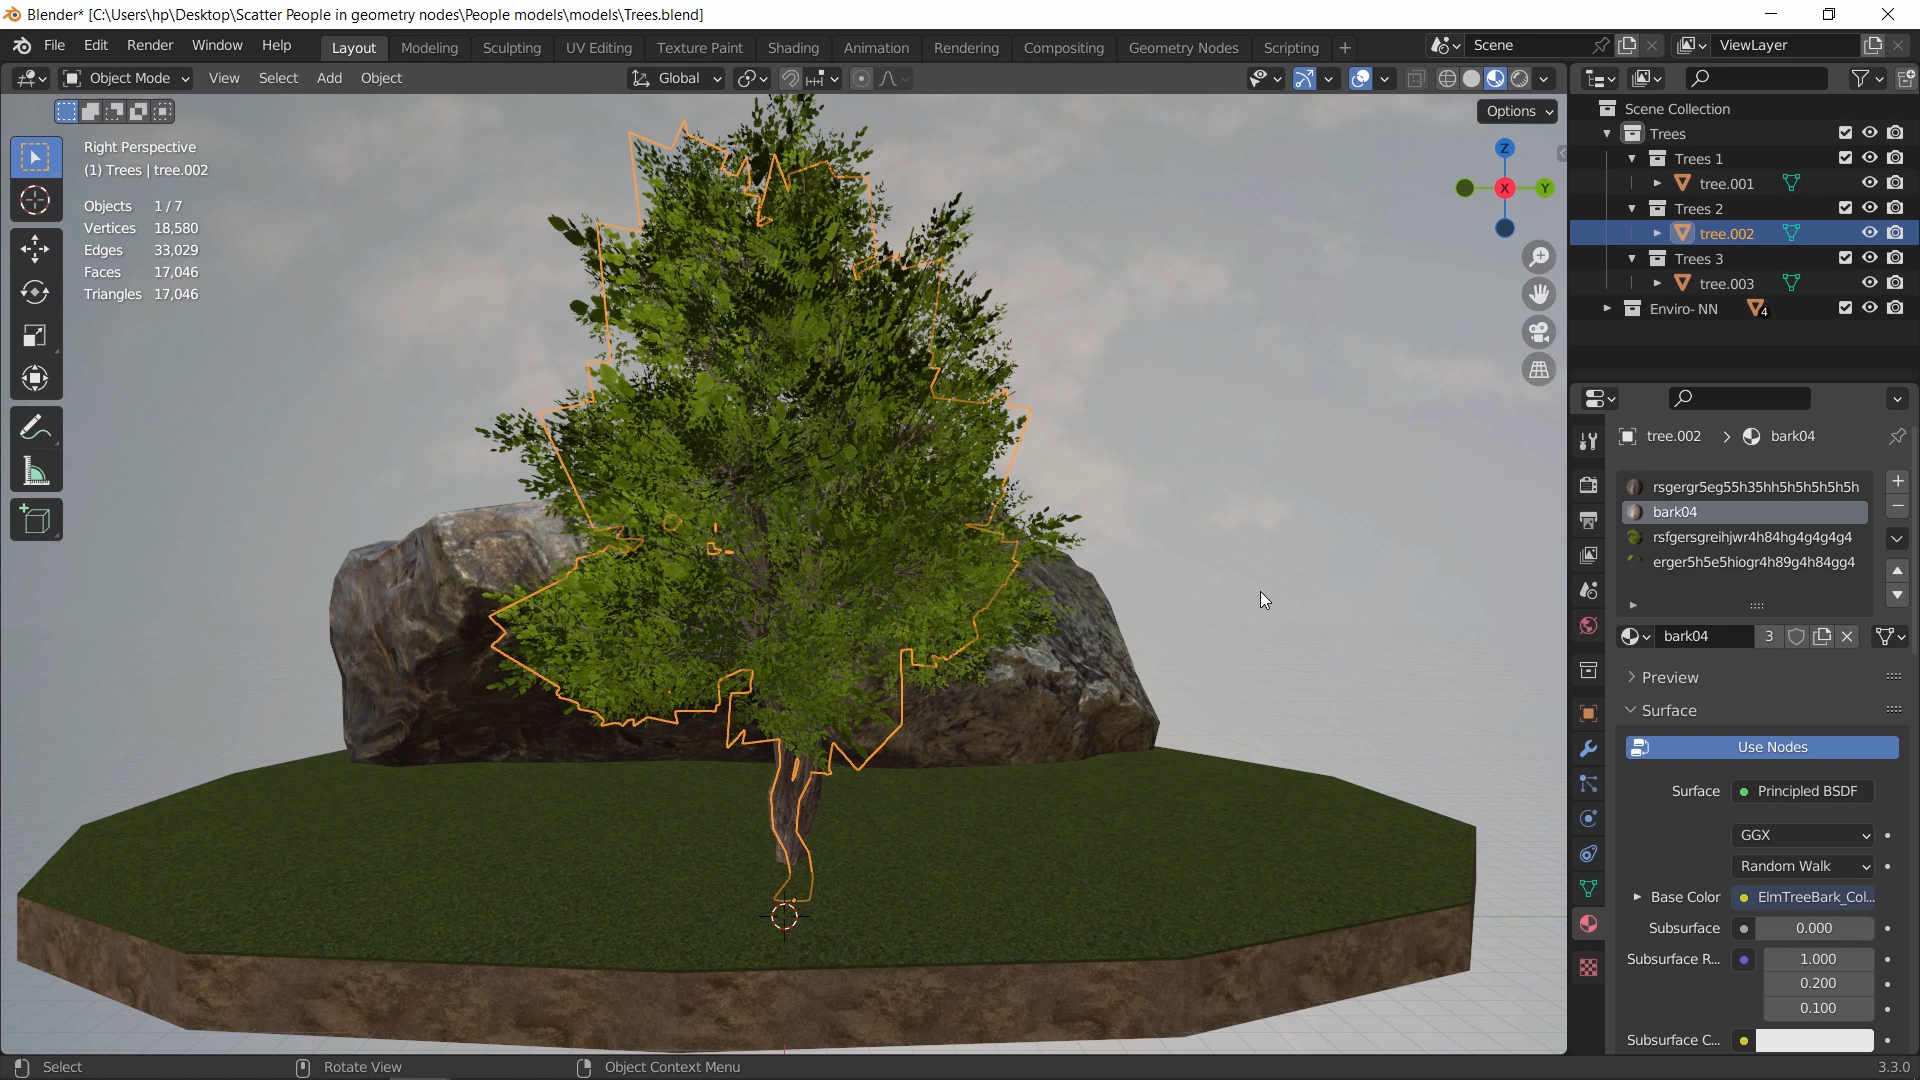 Blender* [C:\Users\hp\Desktop\Scatter People in geometry nodes\People models\models\Trees.blend]
File Edit Render Window Help Layout Modeling Sculpting UV Editing Texture Paint Shading Animation Rendering Compositing Geometry Nodes Scripting + Scene ViewLayer
Object Mode View Select Add Object Global
Options
Right Perspective
(1) Trees | tree.002
Objects 1/7
Vertices 18,580
Edges 33,029
Faces 17,046
Triangles 17,046
Z
X
Y
Scene Collection
Trees
Trees 1
tree.001
Trees 2
tree.002
Trees 3
tree.003
Enviro- NN 4
tree.002 > bark04
rsgergr5eg55h35hh5h5h5h5h5h
bark04
rsfgersgreihjwr4h84hg4g4g4g4
erger5h5e5hiogr4h89g4h84gg4
bark04 3
Preview
Surface
Use Nodes
Surface Principled BSDF
GGX
Random Walk
Base Color ElmTreeBark_Col...
Subsurface 0.000
Subsurface R... 1.000
0.200
0.100
Subsurface C...
Select Rotate View Object Context Menu 3.3.0